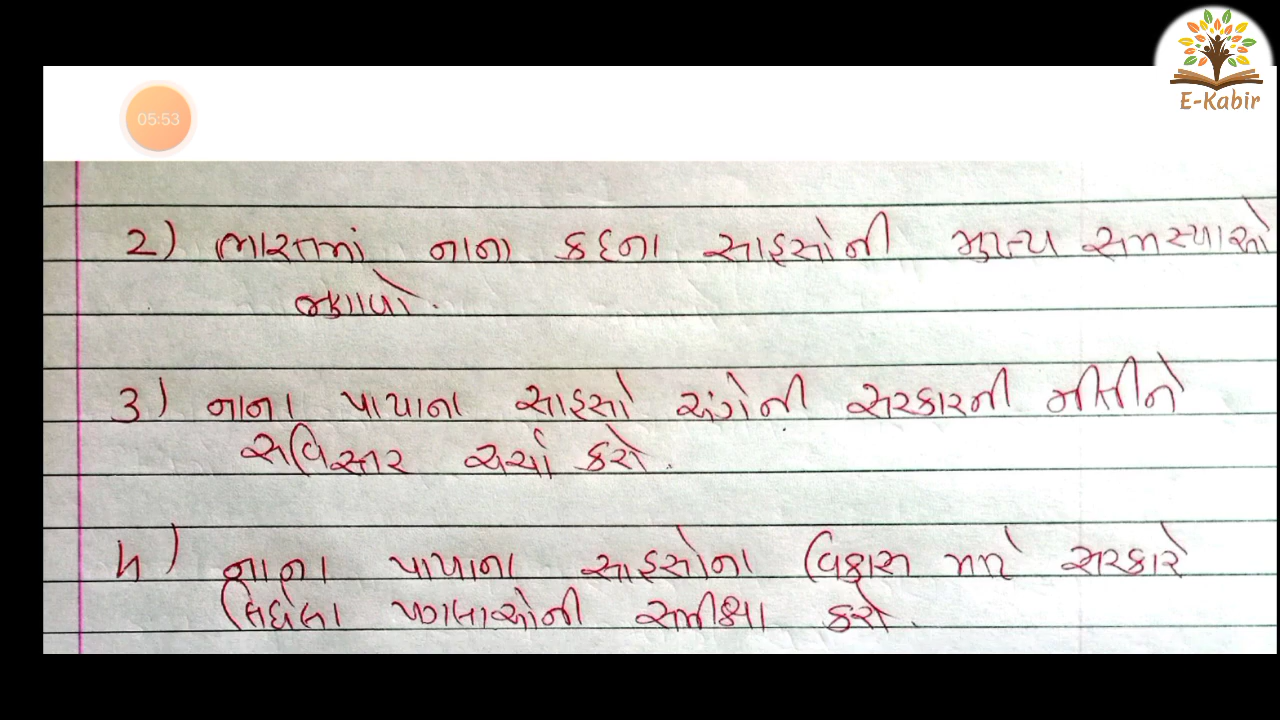 E-Kabir
05:53
2) ભારતમાં નાના કદના સાહસોની મુખ્ય સમસ્યાઓ
જણાવો.
3) નાના પાયાના સાહસો અંગેની સરકારની નીતીને
સવિસ્તાર ચર્ચા કરો.
નાના પાયાના સાહસોના વિકાસ માટે સરકારે
લિધેલા પગલાઓની સમીક્ષા કરો.